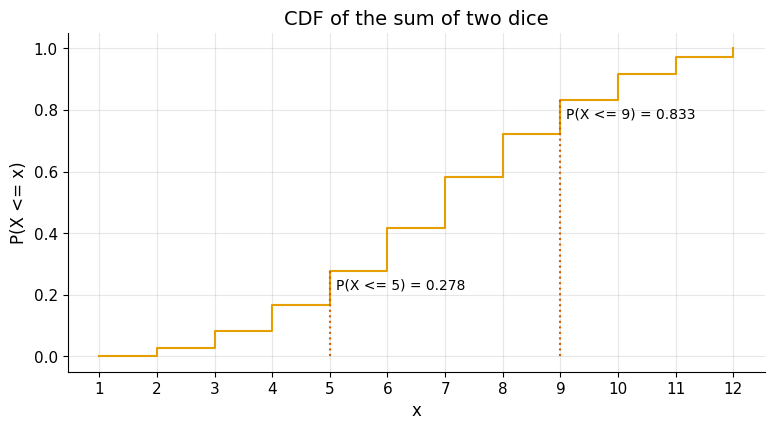 CDF of the sum of two dice
P(X <= x)
1.0
0.8
0.6
0.4
0.2
0.0
P(X <= 9) = 0.833
P(X <= 5) = 0.278
1 2 3 4 5 6 7 8 9 10 11 12
x